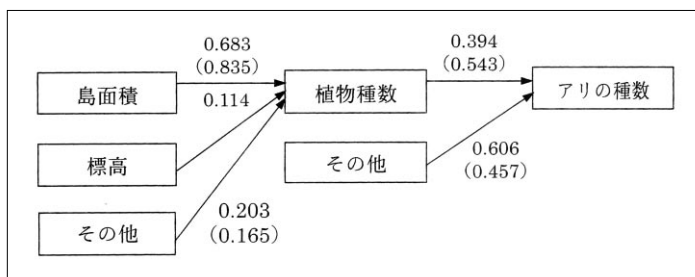 0.683
(0.835)
0.394
(0.543)
島面積
0.114
植物種数
アリの種数
標高
その他
0.606
(0.457)
その他
0.203
(0.165)